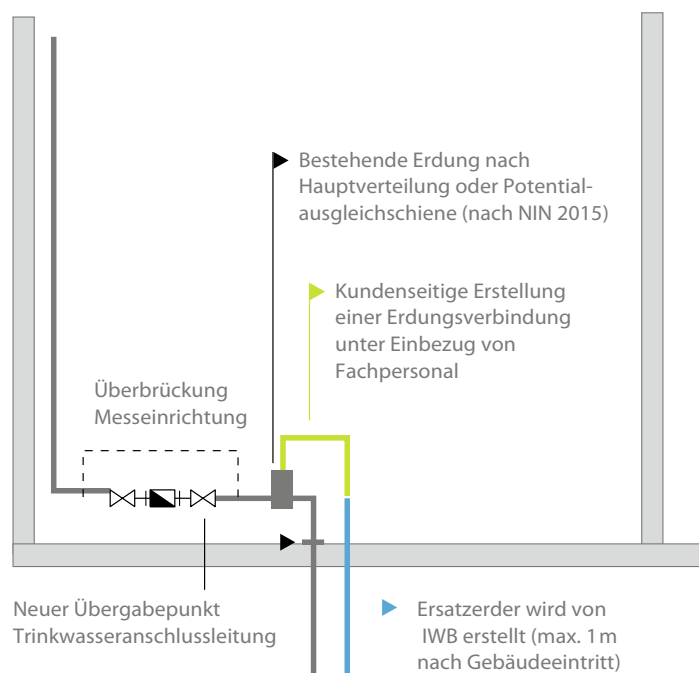 Bestehende Erdung nach
Hauptverteilung oder Potential-
ausgleichschiene (nach NIN 2015)
Kundenseitige Erstellung
einer Erdungsverbindung
unter Einbezug von
Fachpersonal
Überbrückung
Messeinrichtung
Neuer Übergabepunkt
Trinkwasseranschlussleitung
Ersatzerder wird von
IWB erstellt (max. 1 m
nach Gebäudeeintritt)